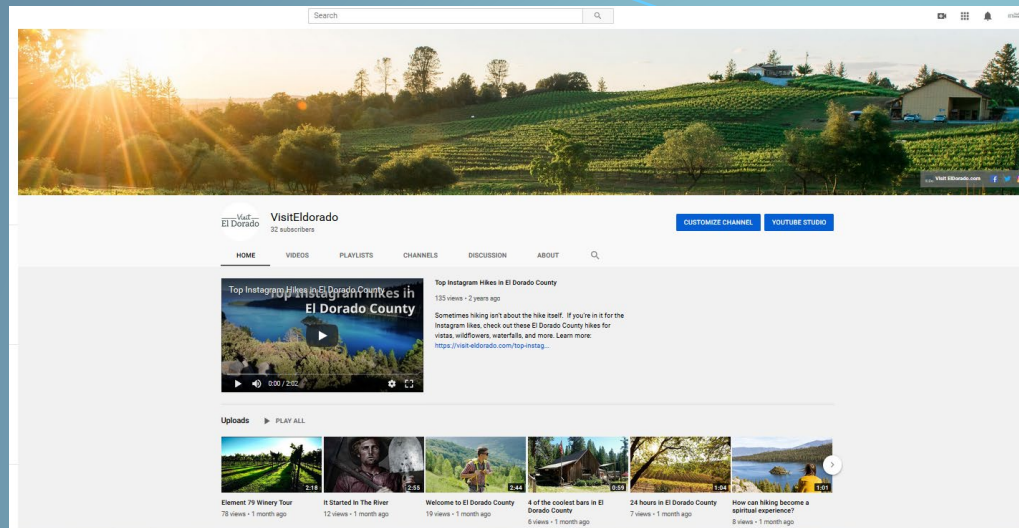 Search
Visit ElDorado.com
Visit
El Dorado
VisitEldorado
32 subscribers
CUSTOMIZE CHANNEL
YOUTUBE STUDIO
HOME VIDEOS PLAYLISTS CHANNELS DISCUSSION ABOUT
Top Instagram Hikes in El Dorado County
Top Instagram Hikes in
El Dorado County
0:00 / 2:02
Top Instagram Hikes in El Dorado County
135 views • 2 years ago
Sometimes hiking isn't about the hike itself. If you're in it for the
Instagram likes, check out these El Dorado County hikes for
vistas, wildflowers, waterfalls, and more. Learn more:
https://visit-eldorado.com/top-instag...
Uploads PLAY ALL
2:18
Element 79 Winery Tour
78 views • 1 month ago
2:55
It Started In The River
12 views • 1 month ago
2:44
Welcome to El Dorado County
19 views • 1 month ago
0:59
4 of the coolest bars in El
Dorado County
6 views • 1 month ago
1:04
24 hours in El Dorado County
7 views • 1 month ago
1:01
How can hiking become a
spiritual experience?
8 views • 1 month ago